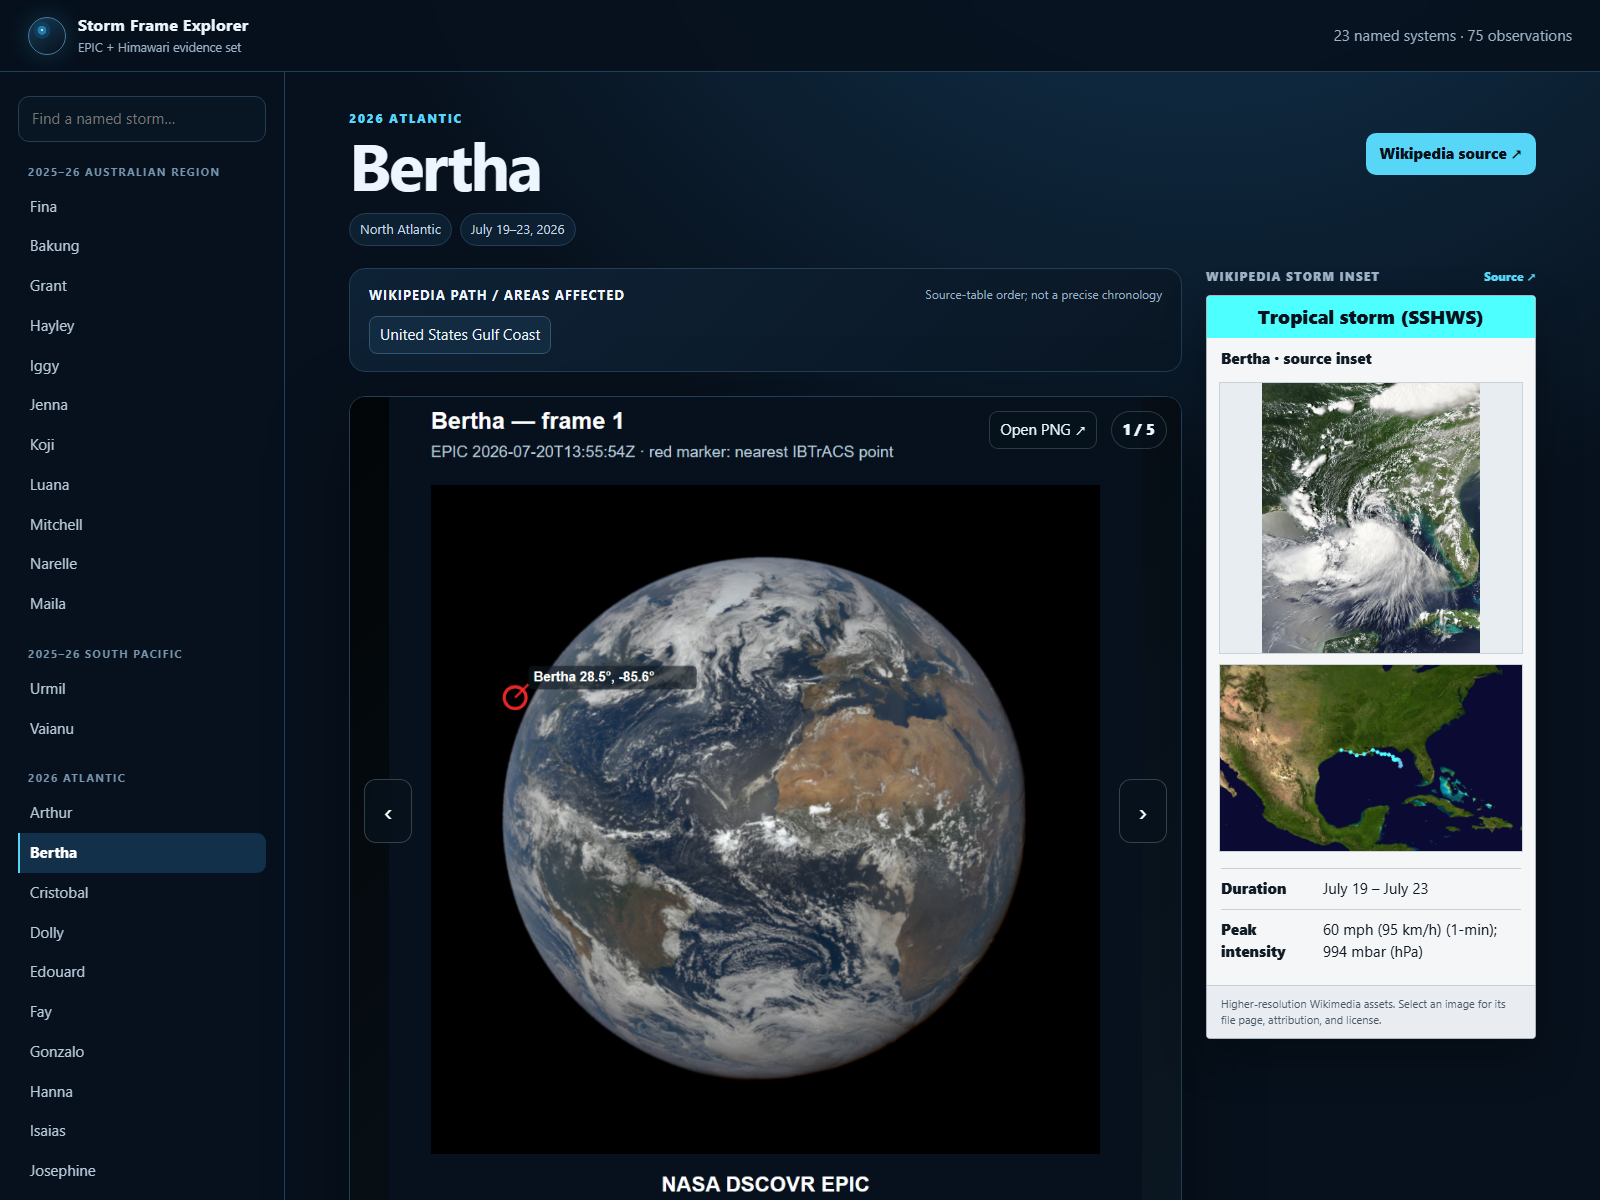 Storm Frame Explorer
EPIC + Himawari evidence set
23 named systems · 75 observations
Find a named storm...
2025–26 AUSTRALIAN REGION
Fina
Bakung
Grant
Hayley
Iggy
Jenna
Koji
Luana
Mitchell
Narelle
Maila
2025–26 SOUTH PACIFIC
Urmil
Vaianu
2026 ATLANTIC
Arthur
Bertha
Cristobal
Dolly
Edouard
Fay
Gonzalo
Hanna
Isaias
Josephine
2026 ATLANTIC
Bertha
North Atlantic
July 19–23, 2026
Wikipedia source ↗
WIKIPEDIA PATH / AREAS AFFECTED
Source-table order; not a precise chronology
United States Gulf Coast
Bertha — frame 1
EPIC 2026-07-20T13:55:54Z · red marker: nearest IBTrACS point
Open PNG ↗
1 / 5
Bertha 28.5°, -85.6°
‹
›
NASA DSCOVR EPIC
WIKIPEDIA STORM INSET
Source ↗
Tropical storm (SSHWS)
Bertha · source inset
Duration
July 19 – July 23
Peak intensity
60 mph (95 km/h) (1-min);
994 mbar (hPa)
Higher-resolution Wikimedia assets. Select an image for its
file page, attribution, and license.